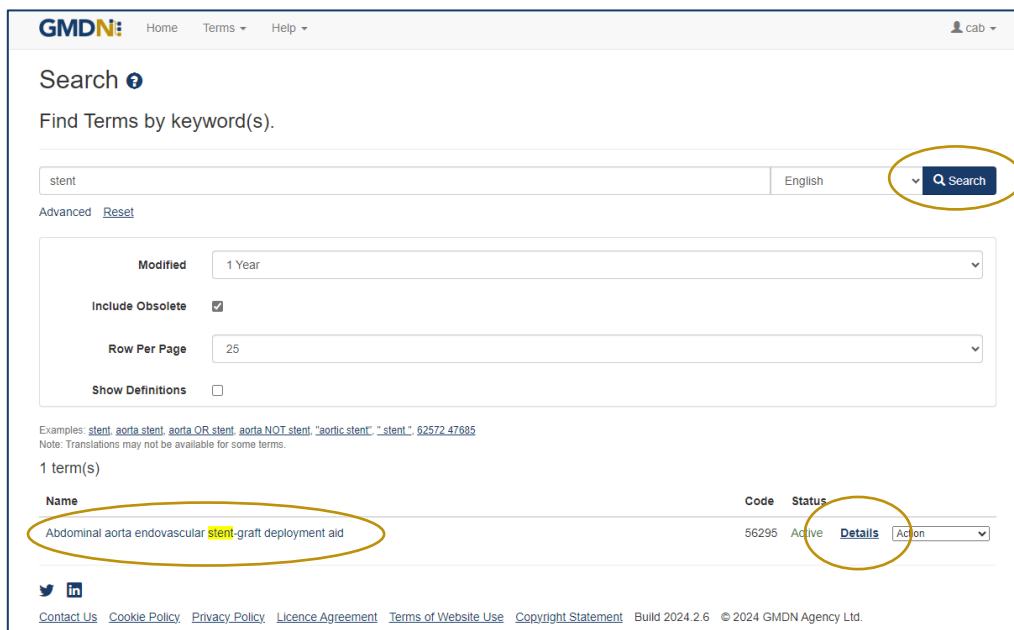 GMDN Home Terms Help cab
Search ?
Find Terms by keyword(s).
stent English Search
Advanced Reset
Modified 1 Year
Include Obsolete
Row Per Page 25
Show Definitions
Examples: stent, aorta stent, aorta OR stent, aorta NOT stent, "aortic stent", " stent ", 62572 47685
Note: Translations may not be available for some terms.
1 term(s)
Name Code Status
Abdominal aorta endovascular stent-graft deployment aid 56295 Active Details Action
in
Contact Us Cookie Policy Privacy Policy Licence Agreement Terms of Website Use Copyright Statement Build 2024.2.6 © 2024 GMDN Agency Ltd.